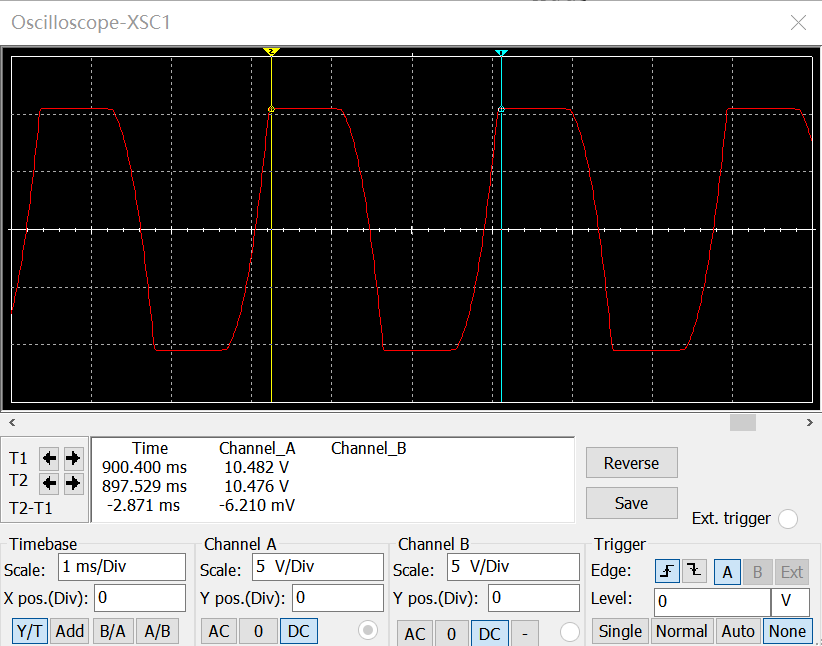 Oscilloscope-XSC1
2
1
Time Channel_A Channel_B
T1 900.400 ms 10.482 V
T2 897.529 ms 10.476 V
T2-T1 -2.871 ms -6.210 mV
Reverse
Save
Ext. trigger
Timebase Channel A Channel B Trigger
Scale: 1 ms/Div Scale: 5 V/Div Scale: 5 V/Div Edge: A B Ext
X pos.(Div): 0 Y pos.(Div): 0 Y pos.(Div): 0 Level: 0 V
Y/T Add B/A A/B AC 0 DC AC 0 DC - Single Normal Auto None